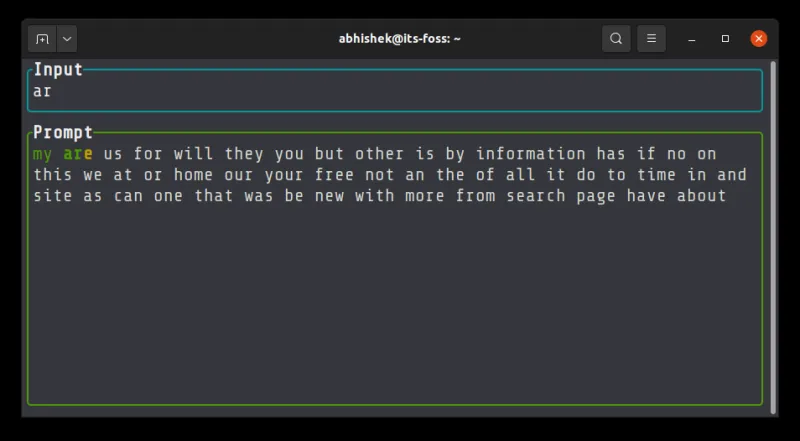 abhishek@its-foss: ~
Input
ar
Prompt
my are us for will they you but other is by information has if no on
this we at or home our your free not an the of all it do to time in and
site as can one that was be new with more from search page have about